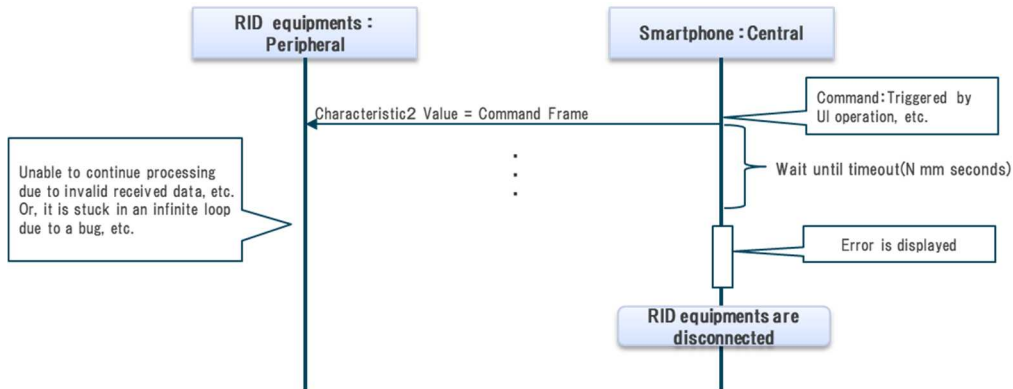 RID equipments :
Peripheral
Smartphone : Central
Command:Triggered by
UI operation, etc.
Characteristic2 Value = Command Frame
Wait until timeout(N mm seconds)
Unable to continue processing
due to invalid received data, etc.
Or, it is stuck in an infinite loop
due to a bug, etc.
Error is displayed
RID equipments are
disconnected